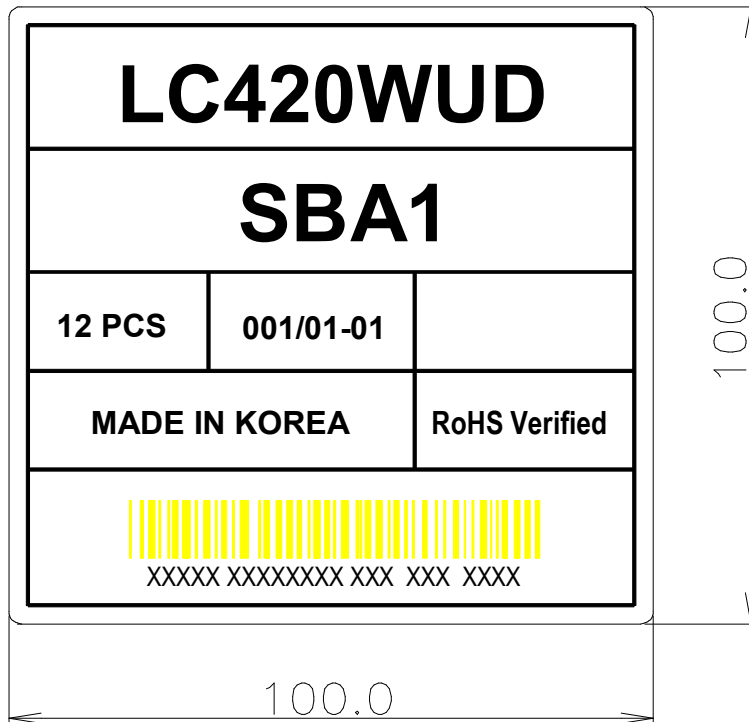 LC420WUD
SBA1
12 PCS
001/01-01
MADE IN KOREA
RoHS Verified
XXXXX XXXXXXXX XXX XXX XXXX
100.0
100.0